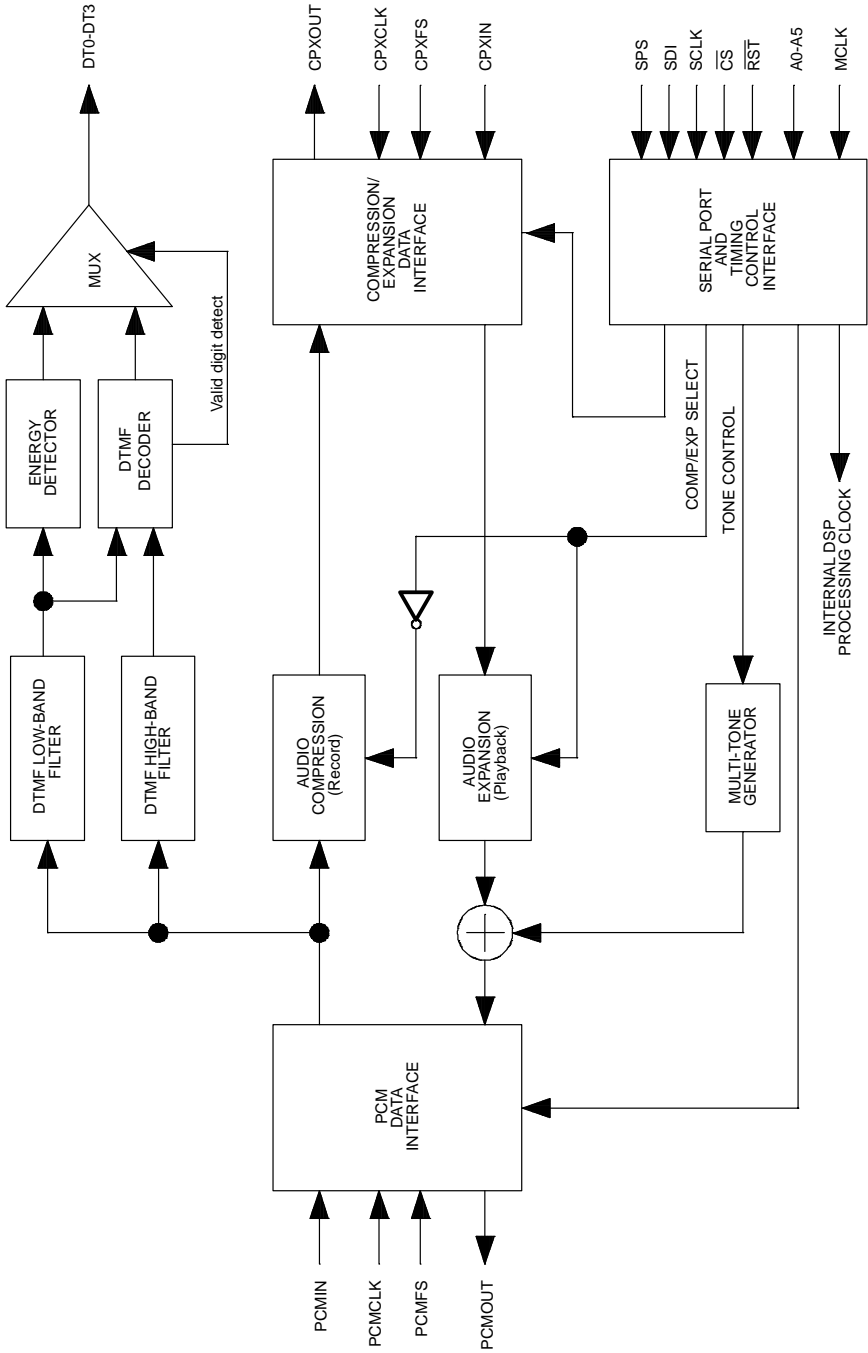 DT0-DT3
MUX
ENERGY
DETECTOR
DTMF
DECODER
Valid digit detect
DTMF LOW-BAND
FILTER
DTMF HIGH-BAND
FILTER
CPXOUT
CPXCLK
CPXFS
CPXIN
COMPRESSION/
EXPANSION
DATA
INTERFACE
AUDIO
COMPRESSION
(Record)
AUDIO
EXPANSION
(Playback)
PCM
DATA
INTERFACE
PCMIN
PCMCLK
PCMFS
PCMOUT
SPS
SDI
SCLK
C̅S̅
R̅S̅T̅
A0-A5
MCLK
SERIAL PORT
AND
TIMING
CONTROL
INTERFACE
COMP/EXP SELECT
TONE CONTROL
MULTI-TONE
GENERATOR
INTERNAL DSP
PROCESSING CLOCK